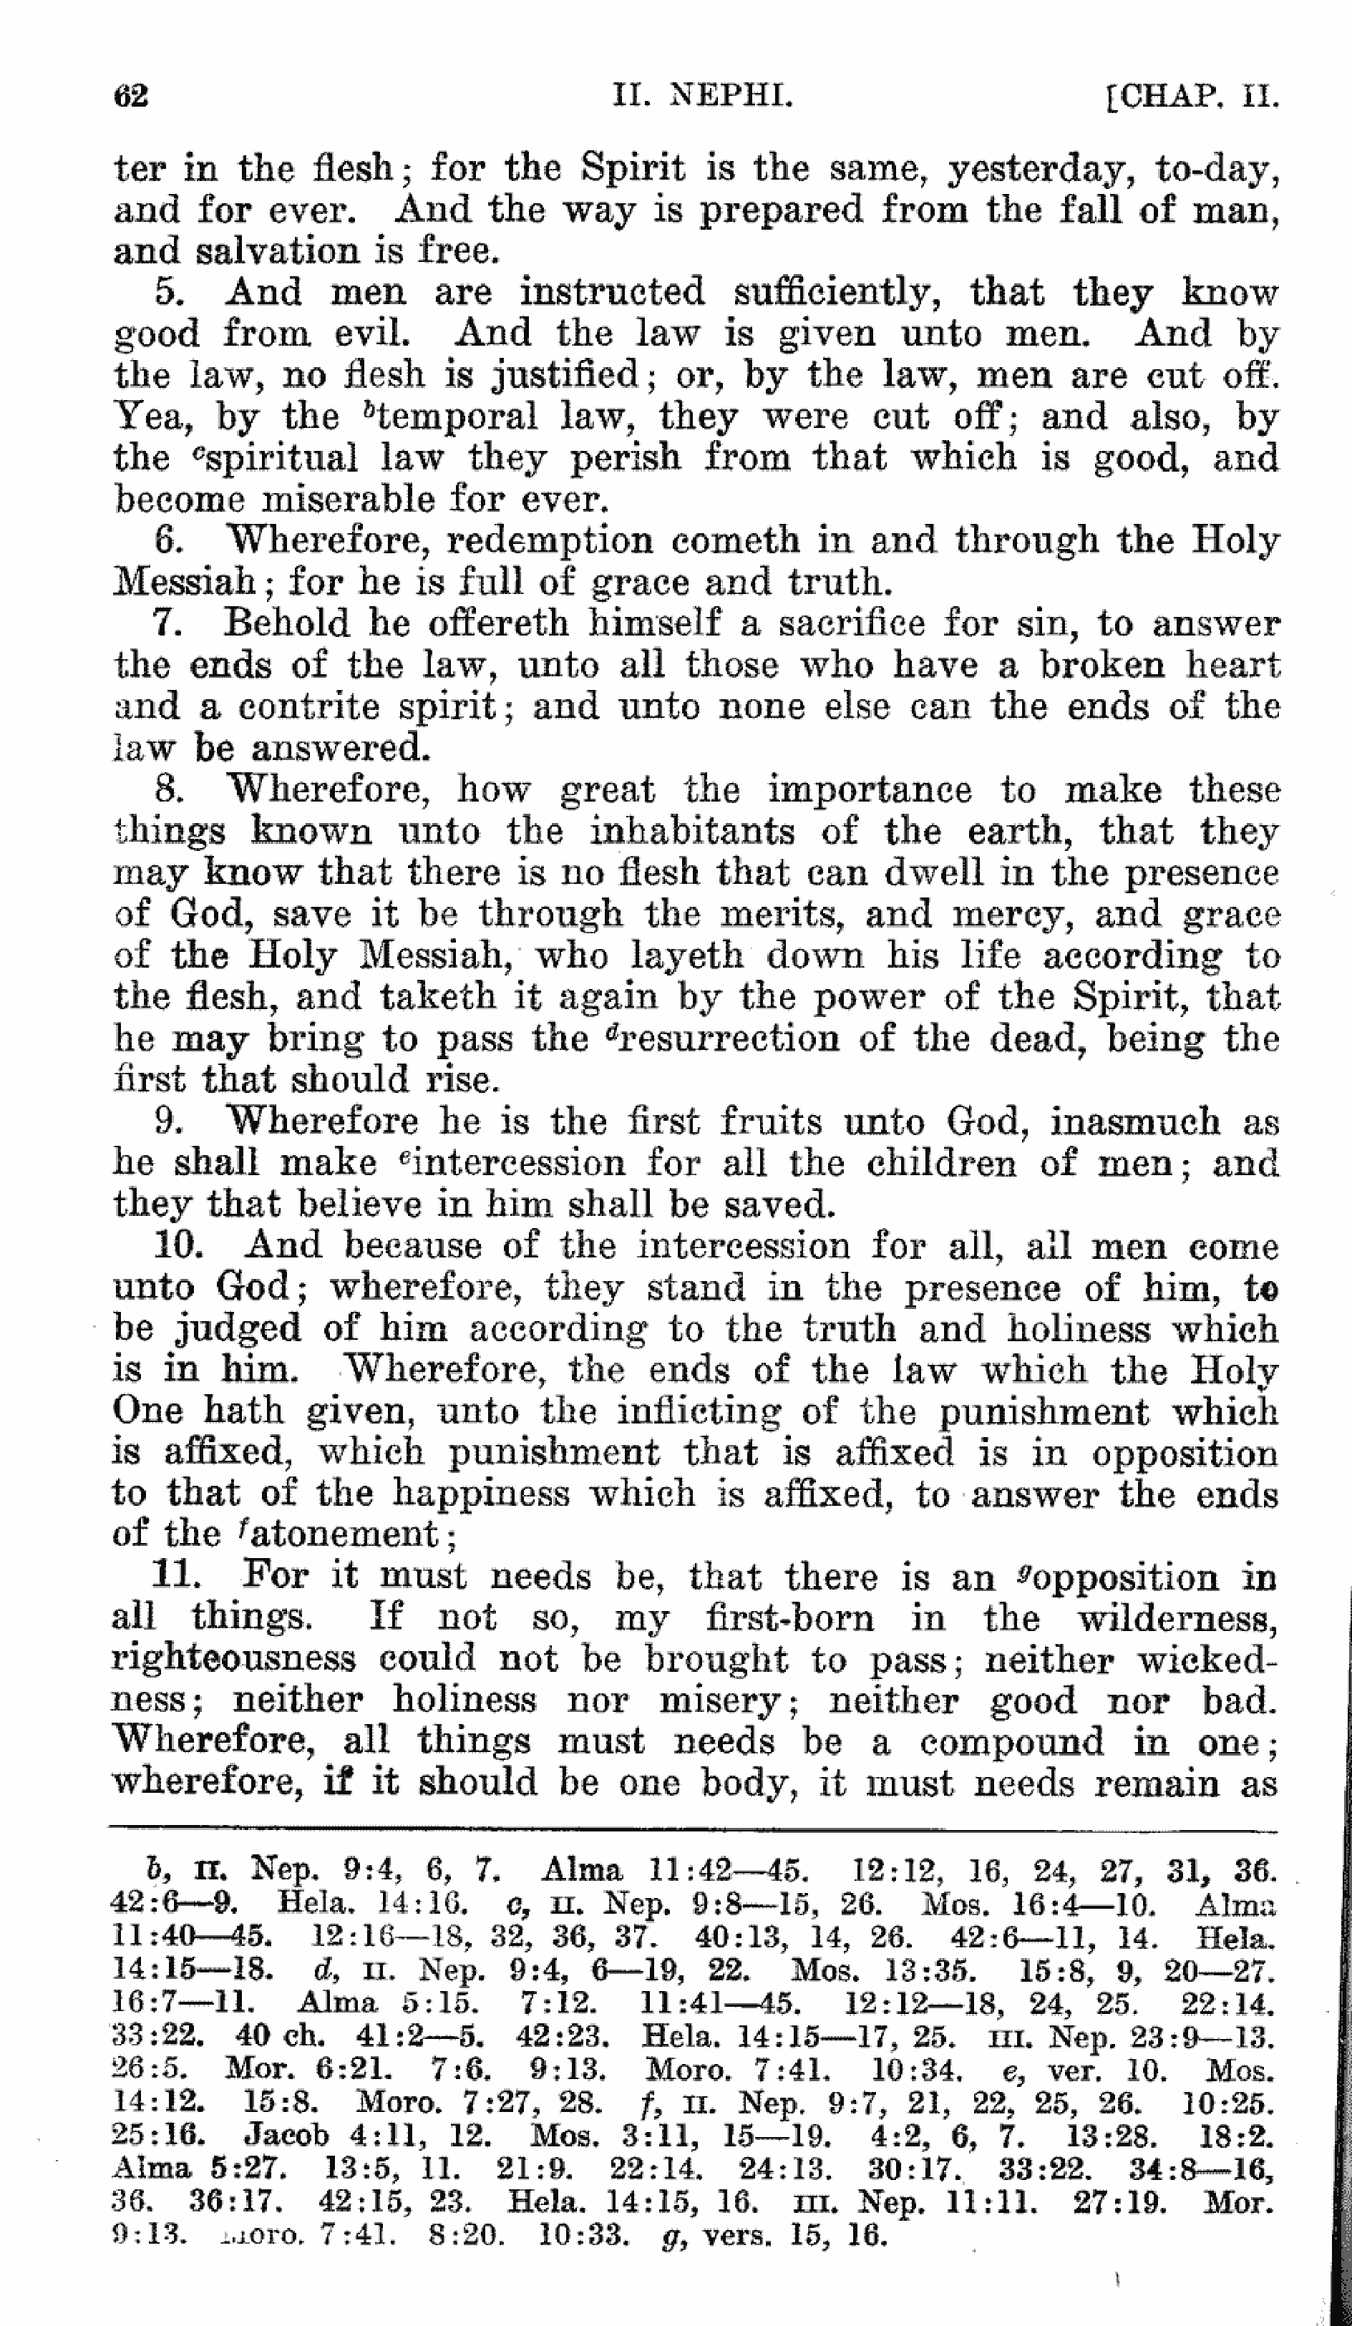 62 II. NEPHI. [CHAP. II.
ter in the flesh; for the Spirit is the same, yesterday, to-day,
and for ever. And the way is prepared from the fall of man,
and salvation is free.
5. And men are instructed sufficiently, that they know
good from evil. And the law is given unto men. And by
the law, no flesh is justified; or, by the law, men are cut off.
Yea, by the btemporal law, they were cut off; and also, by
the cspiritual law they perish from that which is good, and
become miserable for ever.
6. Wherefore, redemption cometh in and through the Holy
Messiah; for he is full of grace and truth.
7. Behold he offereth himself a sacrifice for sin, to answer
the ends of the law, unto all those who have a broken heart
and a contrite spirit; and unto none else can the ends of the
law be answered.
8. Wherefore, how great the importance to make these
things known unto the inhabitants of the earth, that they
may know that there is no flesh that can dwell in the presence
of God, save it be through the merits, and mercy, and grace
of the Holy Messiah, who layeth down his life according to
the flesh, and taketh it again by the power of the Spirit, that
he may bring to pass the dresurrection of the dead, being the
first that should rise.
9. Wherefore he is the first fruits unto God, inasmuch as
he shall make eintercession for all the children of men; and
they that believe in him shall be saved.
10. And because of the intercession for all, all men come
unto God; wherefore, they stand in the presence of him, to
be judged of him according to the truth and holiness which
is in him. Wherefore, the ends of the law which the Holy
One hath given, unto the inflicting of the punishment which
is affixed, which punishment that is affixed is in opposition
to that of the happiness which is affixed, to answer the ends
of the fatonement;
11. For it must needs be, that there is an gopposition in
all things. If not so, my first-born in the wilderness,
righteousness could not be brought to pass; neither wicked-
ness; neither holiness nor misery; neither good nor bad.
Wherefore, all things must needs be a compound in one;
wherefore, if it should be one body, it must needs remain as
b, II. Nep. 9:4, 6, 7. Alma 11:42—45. 12:12, 16, 24, 27, 31, 36.
42:6—9. Hela. 14:16. c, II. Nep. 9:8—15, 26. Mos. 16:4—10. Alma
11:40—45. 12:16—18, 32, 36, 37. 40:13, 14, 26. 42:6—11, 14. Hela.
14:15—18. d, II. Nep. 9:4, 6—19, 22. Mos. 13:35. 15:8, 9, 20—27.
16:7—11. Alma 5:15. 7:12. 11:41—45. 12:12—18, 24, 25. 22:14.
33:22. 40 ch. 41:2—5. 42:23. Hela. 14:15—17, 25. III. Nep. 23:9—13.
26:5. Mor. 6:21. 7:6. 9:13. Moro. 7:41. 10:34. e, ver. 10. Mos.
14:12. 15:8. Moro. 7:27, 28. f, II. Nep. 9:7, 21, 22, 25, 26. 10:25.
25:16. Jacob 4:11, 12. Mos. 3:11, 15—19. 4:2, 6, 7. 13:28. 18:2.
Alma 5:27. 13:5, 11. 21:9. 22:14. 24:13. 30:17. 33:22. 34:8—16,
36. 36:17. 42:15, 23. Hela. 14:15, 16. III. Nep. 11:11. 27:19. Mor.
9:13. Moro. 7:41. 8:20. 10:33. g, vers. 15, 16.